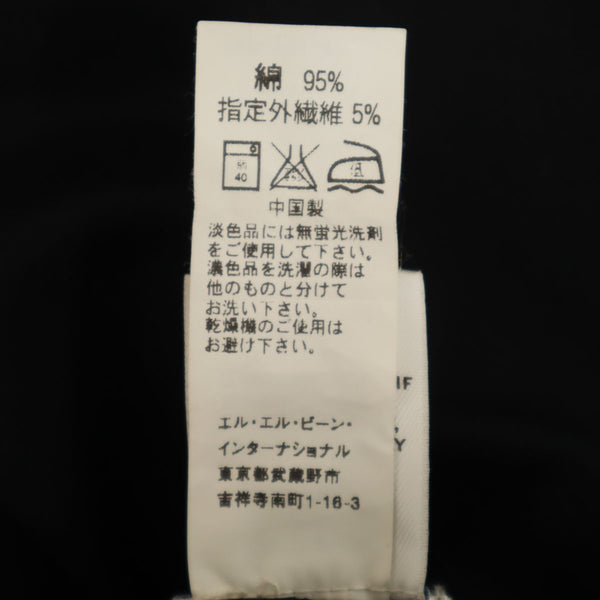 綿 95%
指定外繊維 5%
40
中国製
淡色品には無蛍光洗剤
をご使用して下さい。
濃色品を洗濯の際は
他のものと分けて
お洗い下さい。
乾燥機のご使用は
お避け下さい。
エル・エル・ビーン・
インターナショナル
東京都武蔵野市
吉祥寺南町1-16-3